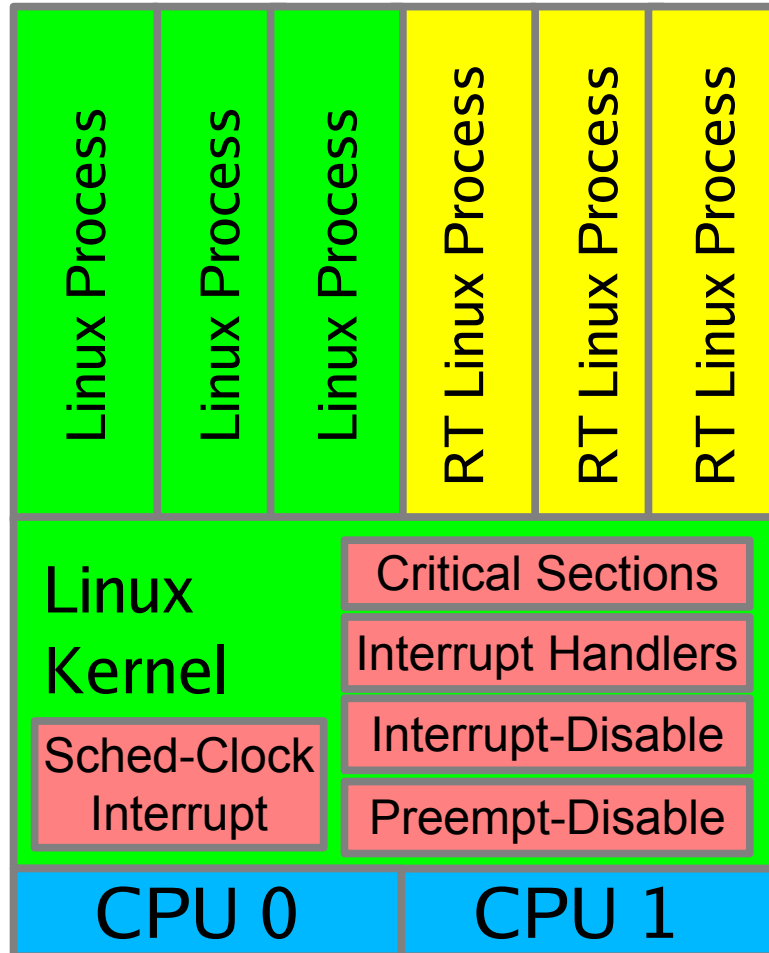 Linux Process
Linux Process
Linux Process
RT Linux Process
RT Linux Process
RT Linux Process
Linux
Kernel
Sched-Clock
Interrupt
Critical Sections
Interrupt Handlers
Interrupt-Disable
Preempt-Disable
CPU 0
CPU 1